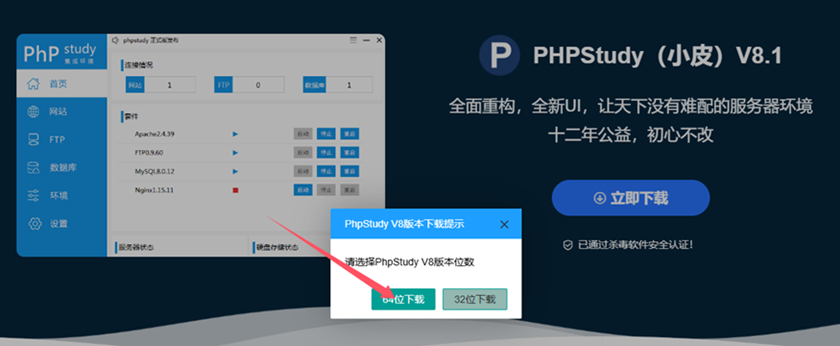 phpstudy 正式版发布
PhP study
集成环境
首页
网站
FTP
数据库
环境
设置
连接情况
网站 1 FTP 0 数据库 1
套件
Apache2.4.39 启动 停止 重启
FTP0.9.60 启动 停止 重启
MySQL8.0.12 启动 停止 重启
Nginx1.15.11 启动 停止 重启
服务器状态 硬盘存储状态
PHPStudy（小皮）V8.1
全面重构，全新UI，让天下没有难配的服务器环境
十二年公益，初心不改
立即下载
已通过杀毒软件安全认证！
PhpStudy V8版本下载提示
请选择PhpStudy V8版本位数
64位下载 32位下载